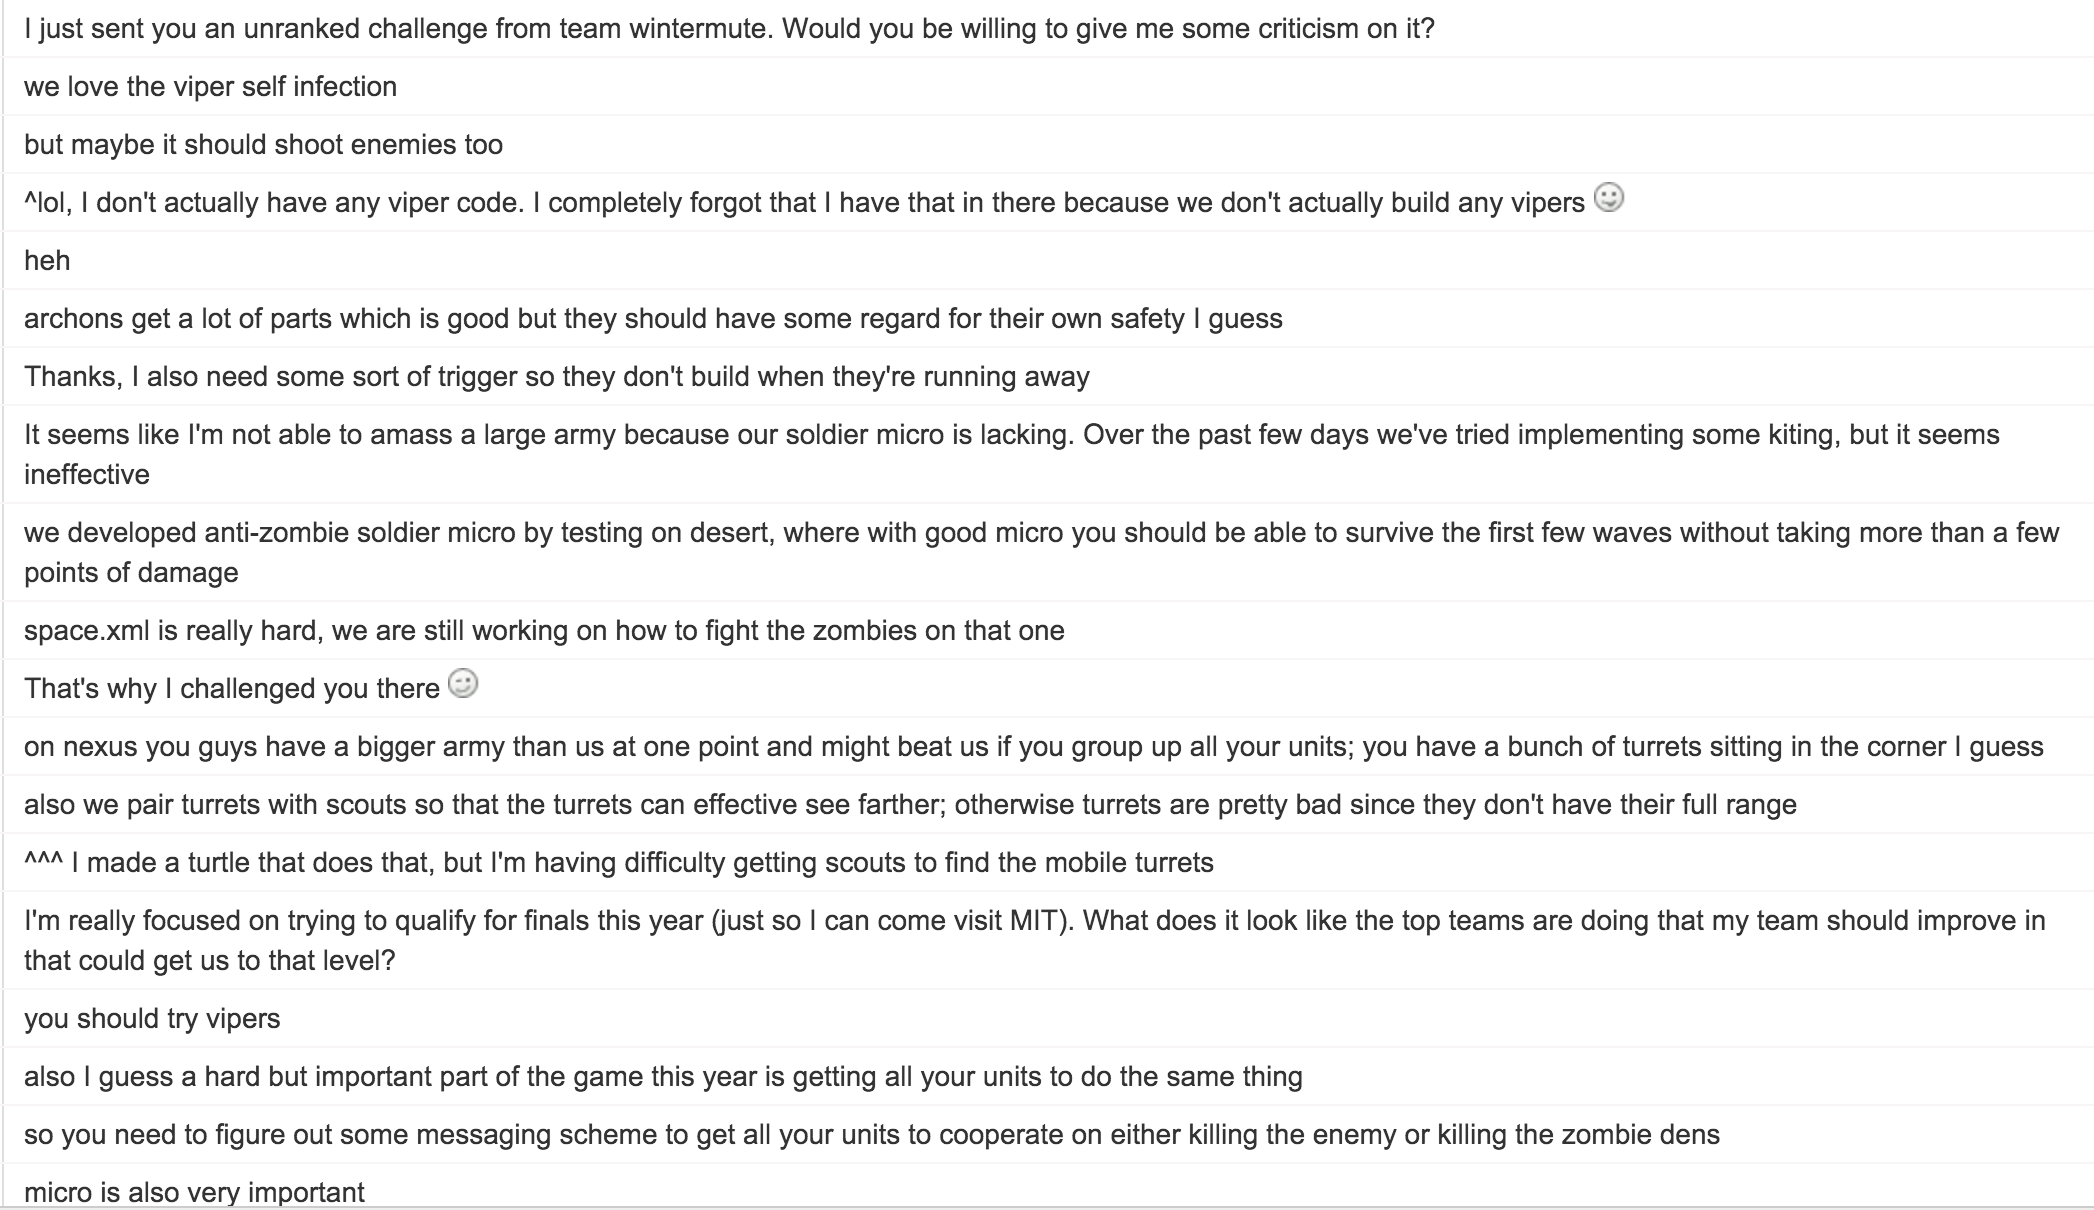 I just sent you an unranked challenge from team wintermute. Would you be willing to give me some criticism on it?
we love the viper self infection
but maybe it should shoot enemies too
^lol, I don't actually have any viper code. I completely forgot that I have that in there because we don't actually build any vipers
heh
archons get a lot of parts which is good but they should have some regard for their own safety I guess
Thanks, I also need some sort of trigger so they don't build when they're running away
It seems like I'm not able to amass a large army because our soldier micro is lacking. Over the past few days we've tried implementing some kiting, but it seems
ineffective
we developed anti-zombie soldier micro by testing on desert, where with good micro you should be able to survive the first few waves without taking more than a few
points of damage
space.xml is really hard, we are still working on how to fight the zombies on that one
That's why I challenged you there
on nexus you guys have a bigger army than us at one point and might beat us if you group up all your units; you have a bunch of turrets sitting in the corner I guess
also we pair turrets with scouts so that the turrets can effective see farther; otherwise turrets are pretty bad since they don't have their full range
^^^ I made a turtle that does that, but I'm having difficulty getting scouts to find the mobile turrets
I'm really focused on trying to qualify for finals this year (just so I can come visit MIT). What does it look like the top teams are doing that my team should improve in
that could get us to that level?
you should try vipers
also I guess a hard but important part of the game this year is getting all your units to do the same thing
so you need to figure out some messaging scheme to get all your units to cooperate on either killing the enemy or killing the zombie dens
micro is also very important